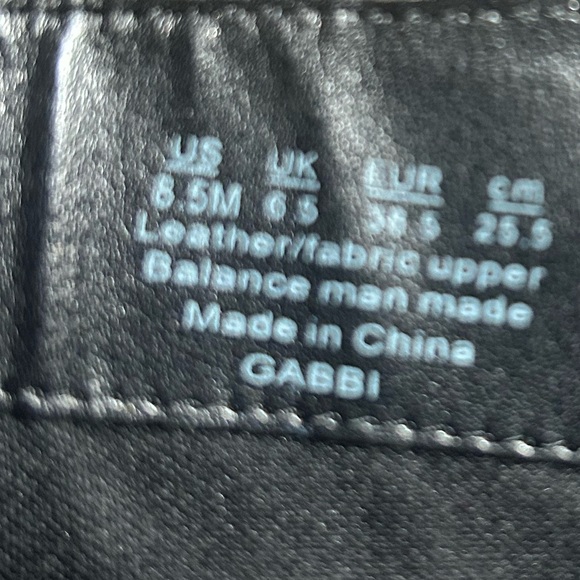 US UK EUR cm
8.5M 6.5 38.5 25.5
Leather/fabric upper
Balance man made
Made in China
GABBI